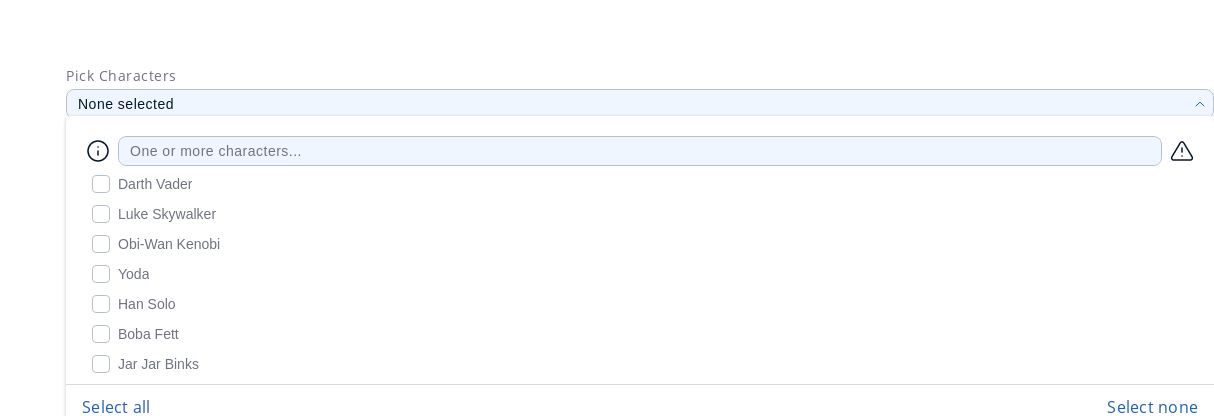 Pick Characters
None selected
One or more characters...
Darth Vader
Luke Skywalker
Obi-Wan Kenobi
Yoda
Han Solo
Boba Fett
Jar Jar Binks
Select all
Select none